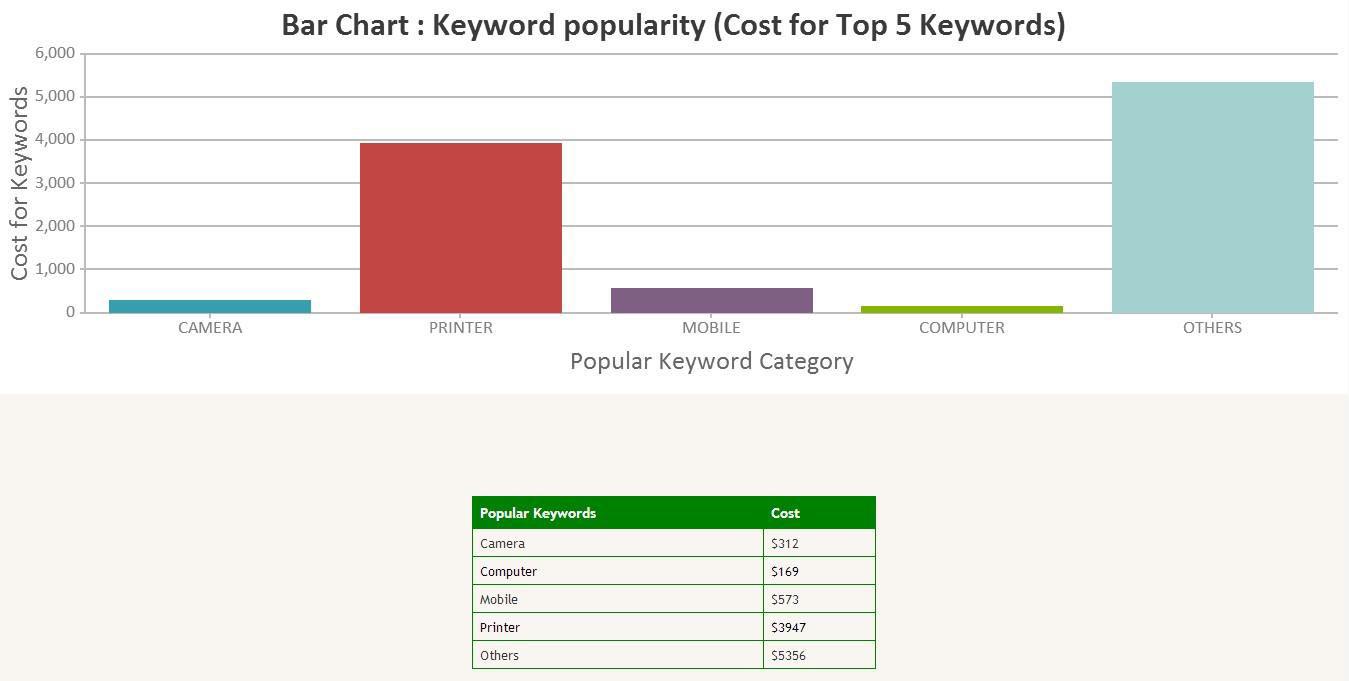 Bar Chart : Keyword popularity (Cost for Top 5 Keywords)
Cost for Keywords
6,000
5,000
4,000
3,000
2,000
1,000
0
CAMERA PRINTER MOBILE COMPUTER OTHERS
Popular Keyword Category
Popular Keywords Cost
Camera $312
Computer $169
Mobile $573
Printer $3947
Others $5356